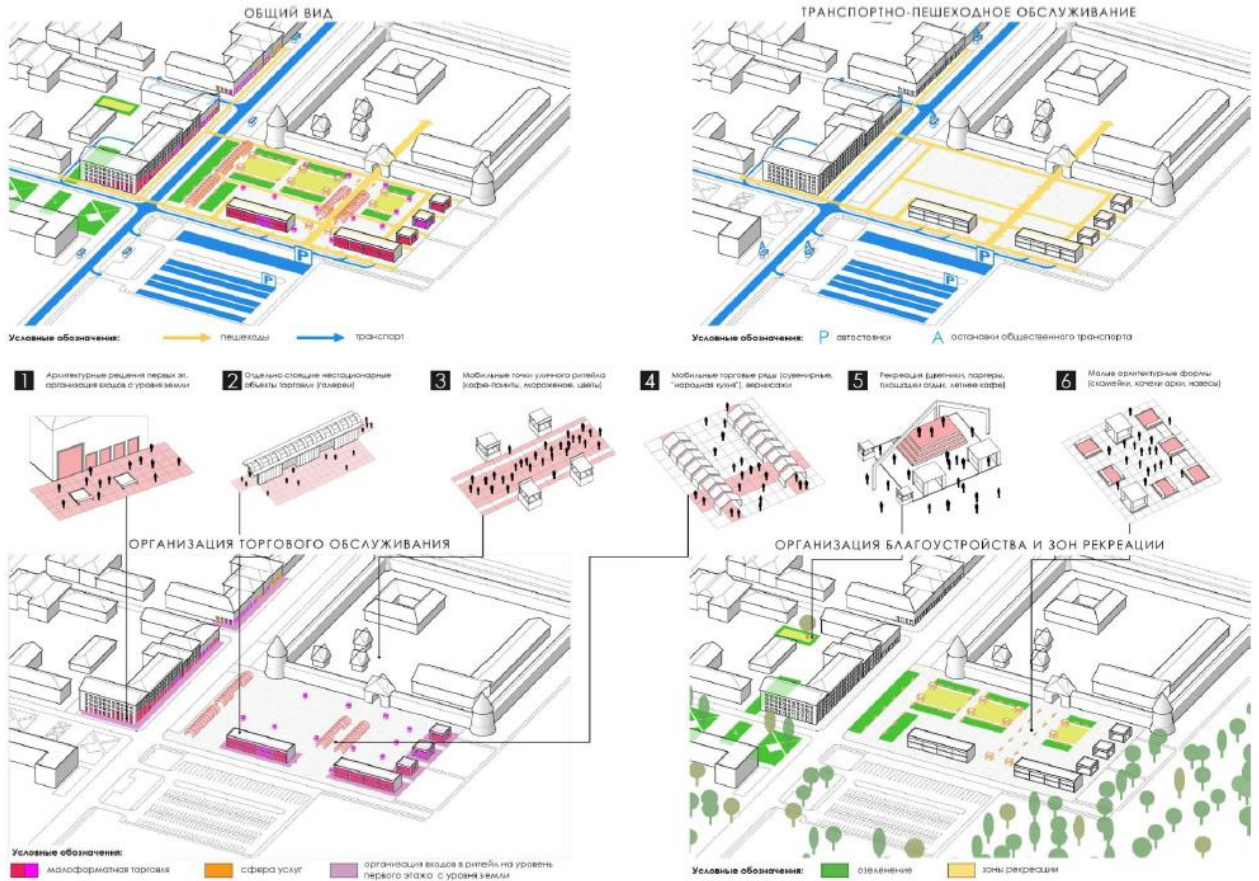 ОБЩИЙ ВИД
ТРАНСПОРТНО-ПЕШЕХОДНОЕ ОБСЛУЖИВАНИЕ
P
P
Условные обозначения:
пешеходы
транспорт
Условные обозначения:
P автостоянки
A остановки общественного транспорта
1 Архитектурные решения первых эт.
организация входов с уровня земли
2 Отдельно стоящие нестационарные
объекты торговли (галереи)
3 Мобильные точки уличного ритейла
(кофе-поинты, мороженое, цветы)
4 Мобильные торговые ряды (сувенирные,
"народная кухня"), вернисажи
5 Рекреация (цветники, партеры,
площадки отдых, летнее кафе)
6 Малые архитектурные формы
(скамейки, качели арки, навесы)
ОРГАНИЗАЦИЯ ТОРГОВОГО ОБСЛУЖИВАНИЯ
ОРГАНИЗАЦИЯ БЛАГОУСТРОЙСТВА И ЗОН РЕКРЕАЦИИ
Условные обозначения:
малоформатная торговля
сфера услуг
организация входов в ритейл на уровень
первого этажа с уровня земли
Условные обозначения:
озеленение
зоны рекреации